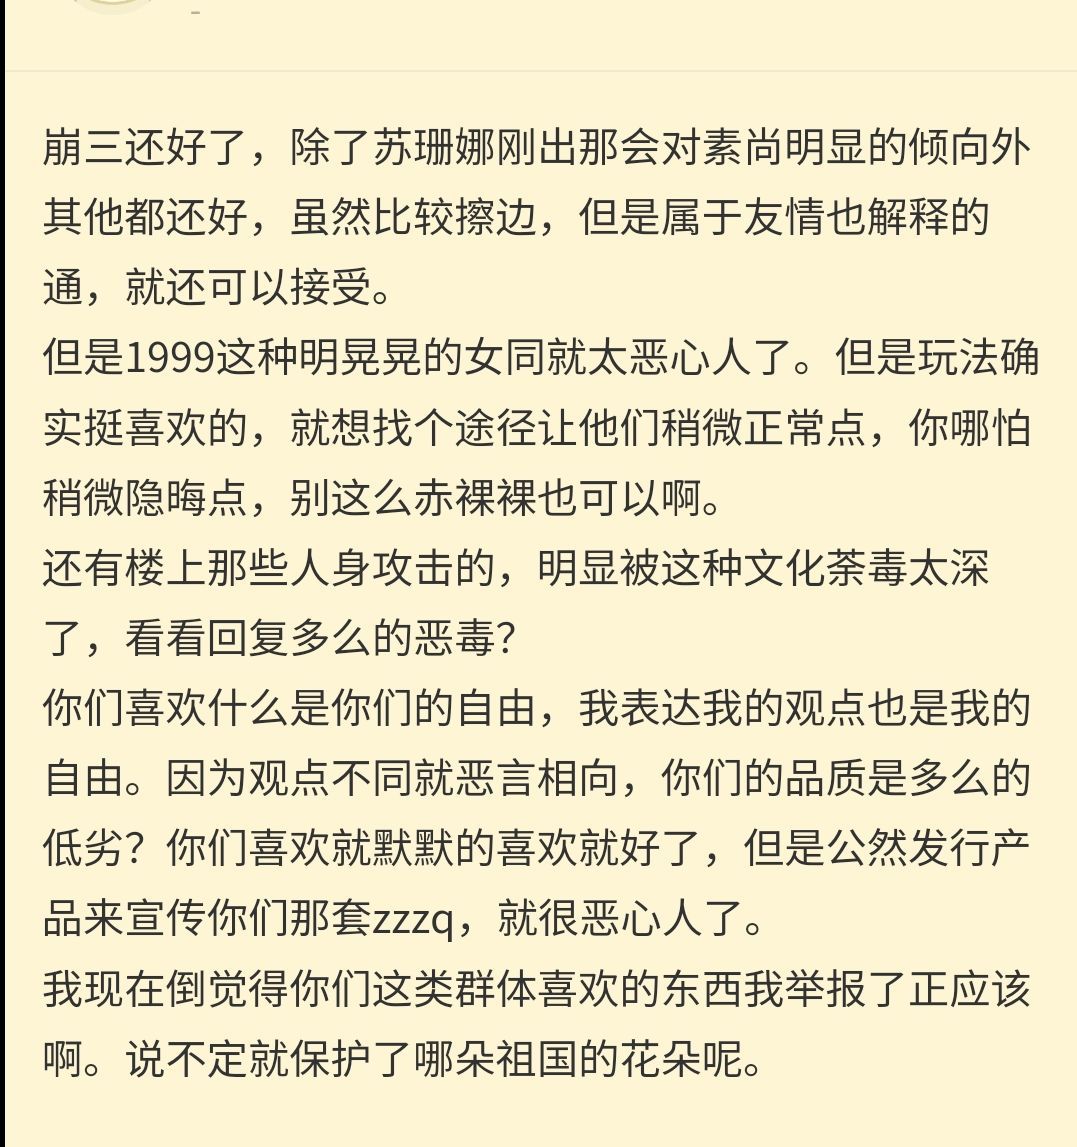 崩三还好了，除了苏珊娜刚出那会对素尚明显的倾向外
其他都还好，虽然比较擦边，但是属于友情也解释的
通，就还可以接受。
但是1999这种明晃晃的女同就太恶心人了。但是玩法确
实挺喜欢的，就想找个途径让他们稍微正常点，你哪怕
稍微隐晦点，别这么赤裸裸也可以啊。
还有楼上那些人身攻击的，明显被这种文化荼毒太深
了，看看回复多么的恶毒？
你们喜欢什么是你们的自由，我表达我的观点也是我的
自由。因为观点不同就恶言相向，你们的品质是多么的
低劣？你们喜欢就默默的喜欢就好了，但是公然发行产
品来宣传你们那套zzzq，就很恶心人了。
我现在倒觉得你们这类群体喜欢的东西我举报了正应该
啊。说不定就保护了哪朵祖国的花朵呢。